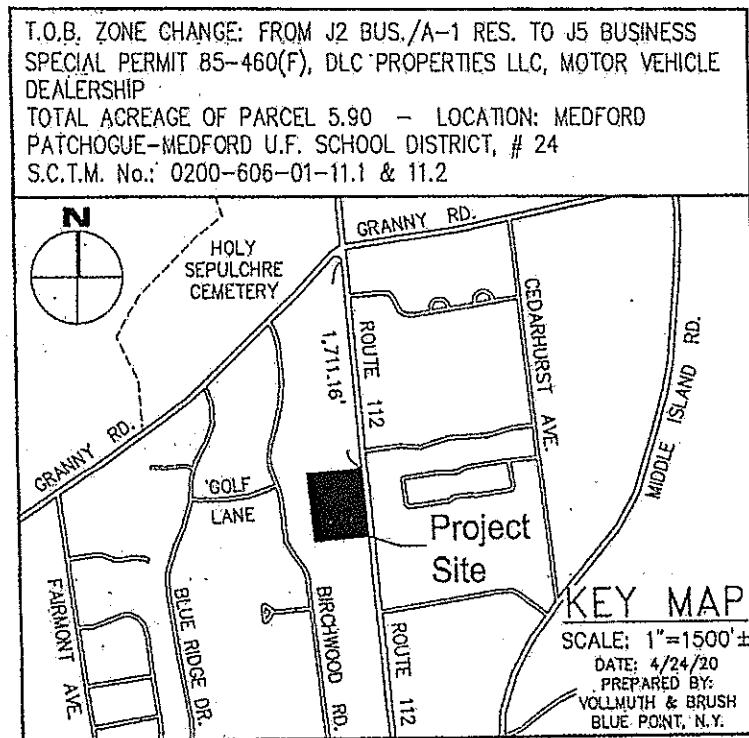 T.O.B. ZONE CHANGE: FROM J2 BUS./A-1 RES. TO J5 BUSINESS
SPECIAL PERMIT 85-460(F), DLC PROPERTIES LLC, MOTOR VEHICLE
DEALERSHIP
TOTAL ACREAGE OF PARCEL 5.90 - LOCATION: MEDFORD
PATCHOGUE-MEDFORD U.F. SCHOOL DISTRICT, # 24
S.C.T.M. No.: 0200-606-01-11.1 & 11.2
N
GRANNY RD.
HOLY
SEPULCHRE
CEMETERY
1,711.16'
ROUTE 112
CEDARHURST AVE.
MIDDLE ISLAND RD.
GRANNY RD.
GOLF
LANE
Project
Site
FAIRMONT AVE.
BLUE RIDGE DR.
BIRCHWOOD RD.
ROUTE 112
KEY MAP
SCALE: 1"=1500'±
DATE: 4/24/20
PREPARED BY:
VOLLMUTH & BRUSH
BLUE POINT, N.Y.